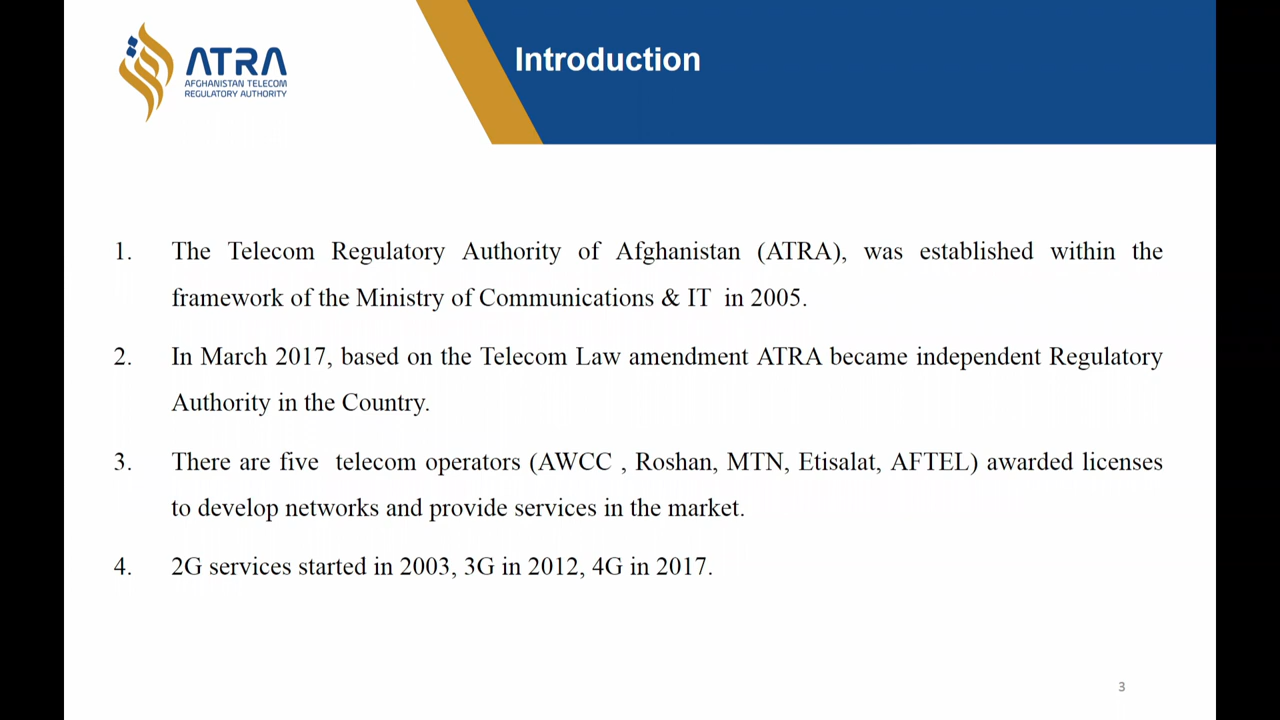 ATRA
AFGHANISTAN TELECOM
REGULATORY AUTHORITY
Introduction
1. The Telecom Regulatory Authority of Afghanistan (ATRA), was established within the
framework of the Ministry of Communications & IT in 2005.
2. In March 2017, based on the Telecom Law amendment ATRA became independent Regulatory
Authority in the Country.
3. There are five telecom operators (AWCC , Roshan, MTN, Etisalat, AFTEL) awarded licenses
to develop networks and provide services in the market.
4. 2G services started in 2003, 3G in 2012, 4G in 2017.
3